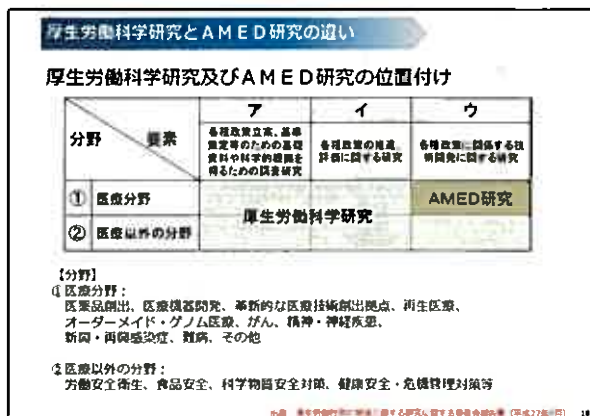 厚生労働科学研究とAMED研究の違い
厚生労働科学研究及びAMED研究の位置付け
ア イ ウ
分野 要素
各種政策立案、基準
策定等のための基礎
資料や科学的根拠を
得るための調査研究
各種政策の推進、
評価に関する研究
各種政策に関係する技
術開発に関する研究
① 医療分野
厚生労働科学研究
AMED研究
② 医療以外の分野
【分野】
①医療分野：
医薬品創出、医療機器開発、革新的な医療技術創出拠点、再生医療、
オーダーメイド・ゲノム医療、がん、精神・神経疾患、
新興・再興感染症、難病、その他
②医療以外の分野：
労働安全衛生、食品安全、科学物質安全対策、健康安全・危機管理対策等
18